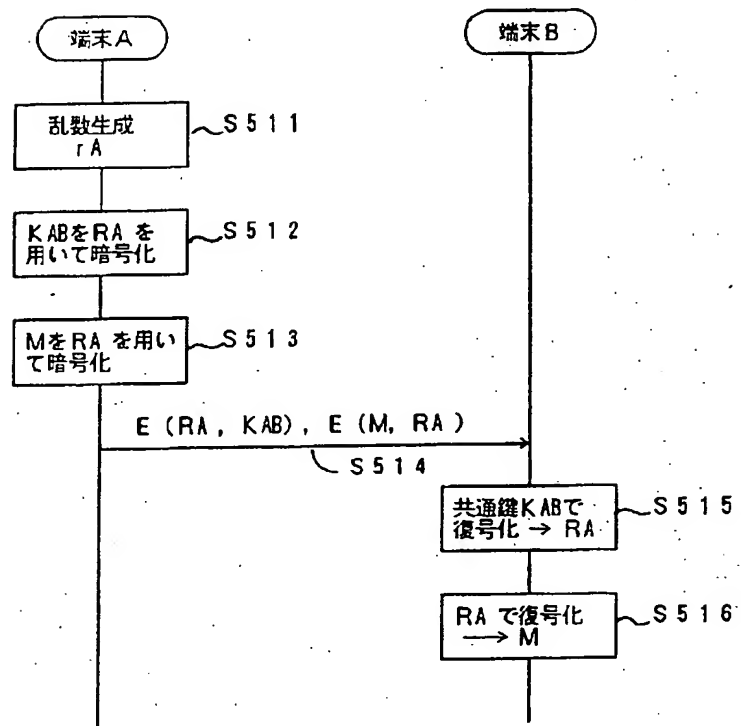 端末A
端末B
乱数生成
rA
S511
KABをRA を
用いて暗号化
S512
MをRA を用い
て暗号化
S513
E (RA, KAB), E (M, RA)
S514
共通鍵KABで
復号化 → RA
S515
RA で復号化
→ M
S516